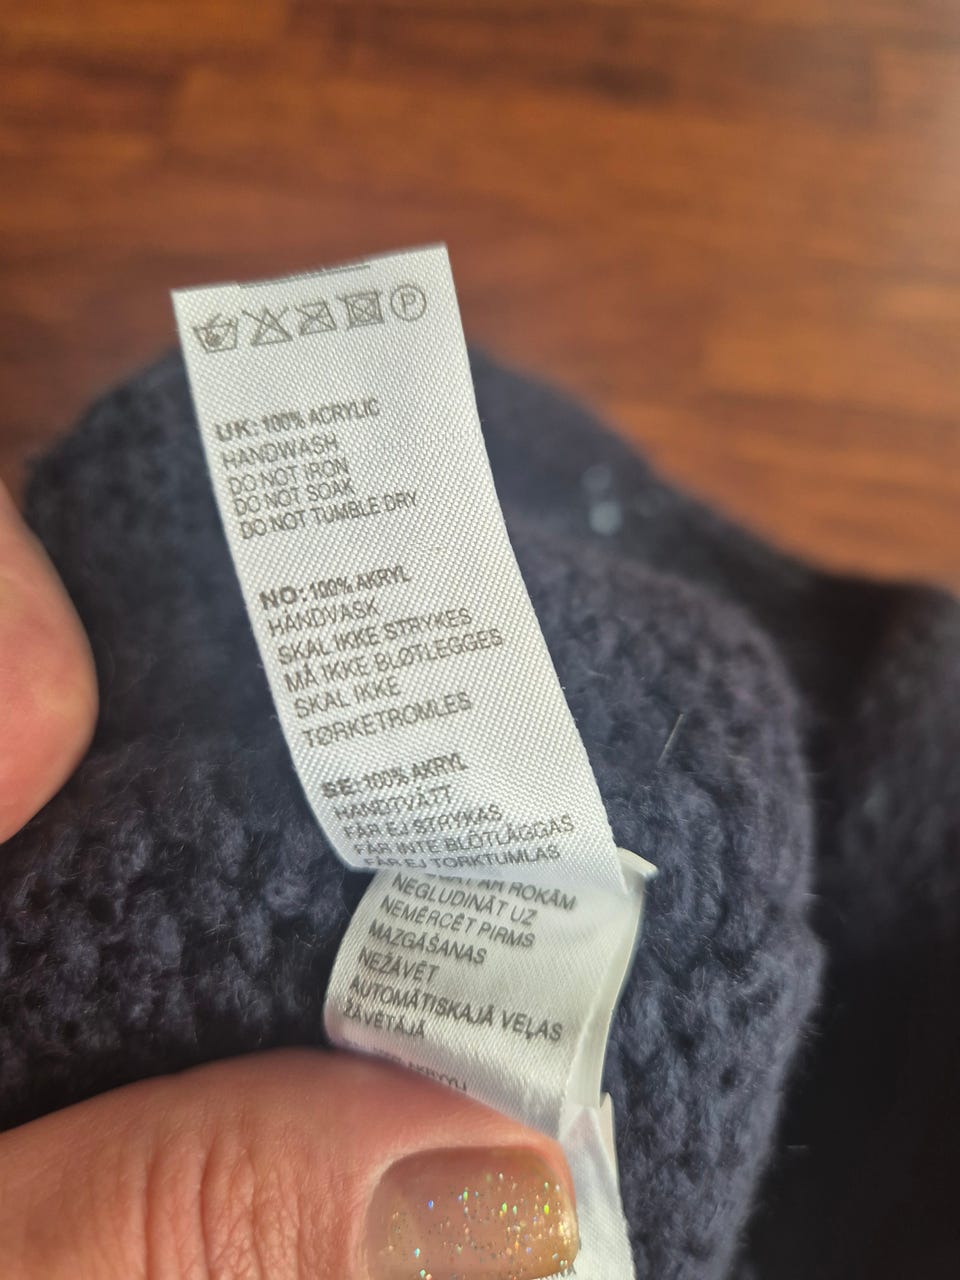 P
UK: 100% ACRYLIC
HANDWASH
DO NOT IRON
DO NOT SOAK
DO NOT TUMBLE DRY
NO: 100% AKRYL
HÅNDVASK
SKAL IKKE STRYKES
MÅ IKKE BLØTLEGGES
SKAL IKKE
TØRKETROMLES
SE: 100% AKRYL
HANDTVÄTT
FÅR EJ STRYKAS
FÅR INTE BLÖTLÄGGAS
FÅR EJ TORKTUMLAS
AR ROKĀM
NEGLUDINĀT UZ
NEMĒRCĒT PIRMS
MAZGĀŠANAS
NEŽĀVĒT
AUTOMĀTISKAJĀ VEĻAS
ŽĀVĒTĀJĀ